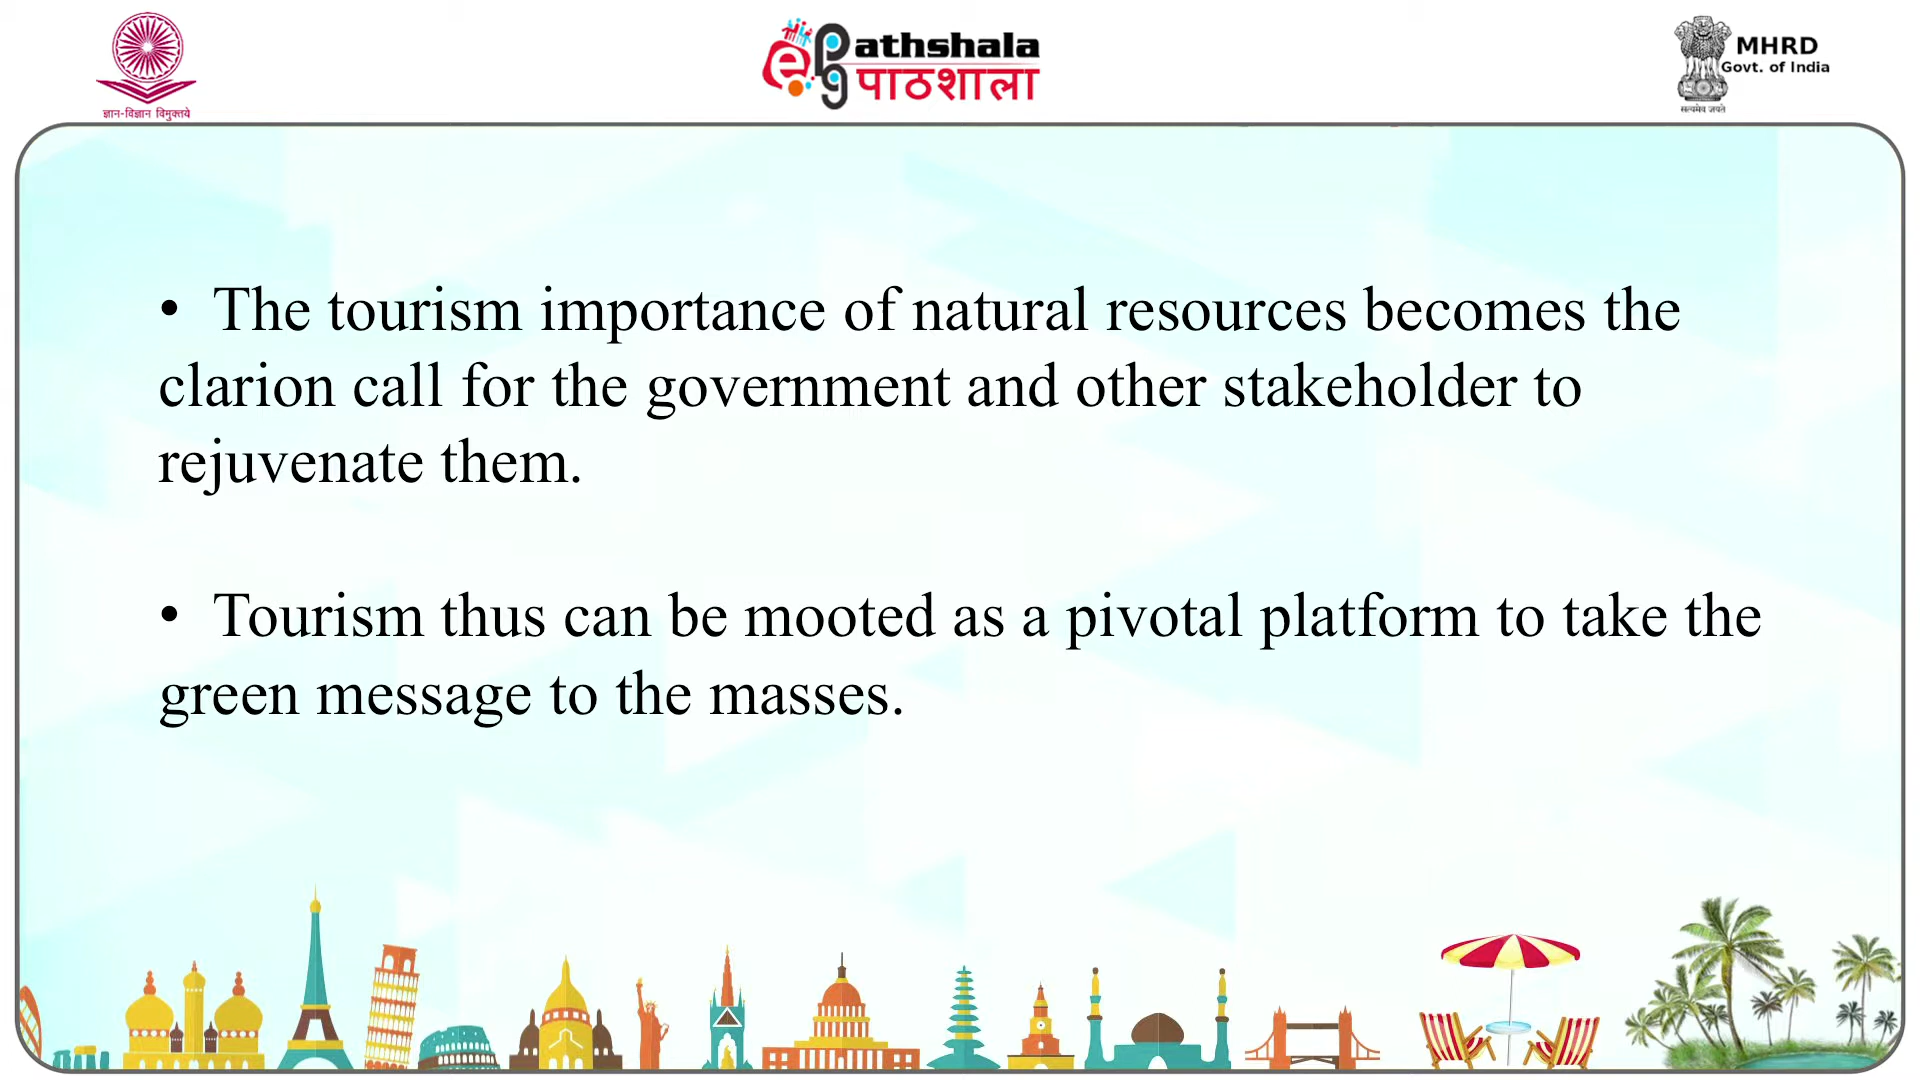 ज्ञान-विज्ञान विमुक्तये
epg Pathshala
पाठशाला
MHRD
Govt. of India
सत्यमेव जयते
• The tourism importance of natural resources becomes the
clarion call for the government and other stakeholder to
rejuvenate them.
• Tourism thus can be mooted as a pivotal platform to take the
green message to the masses.